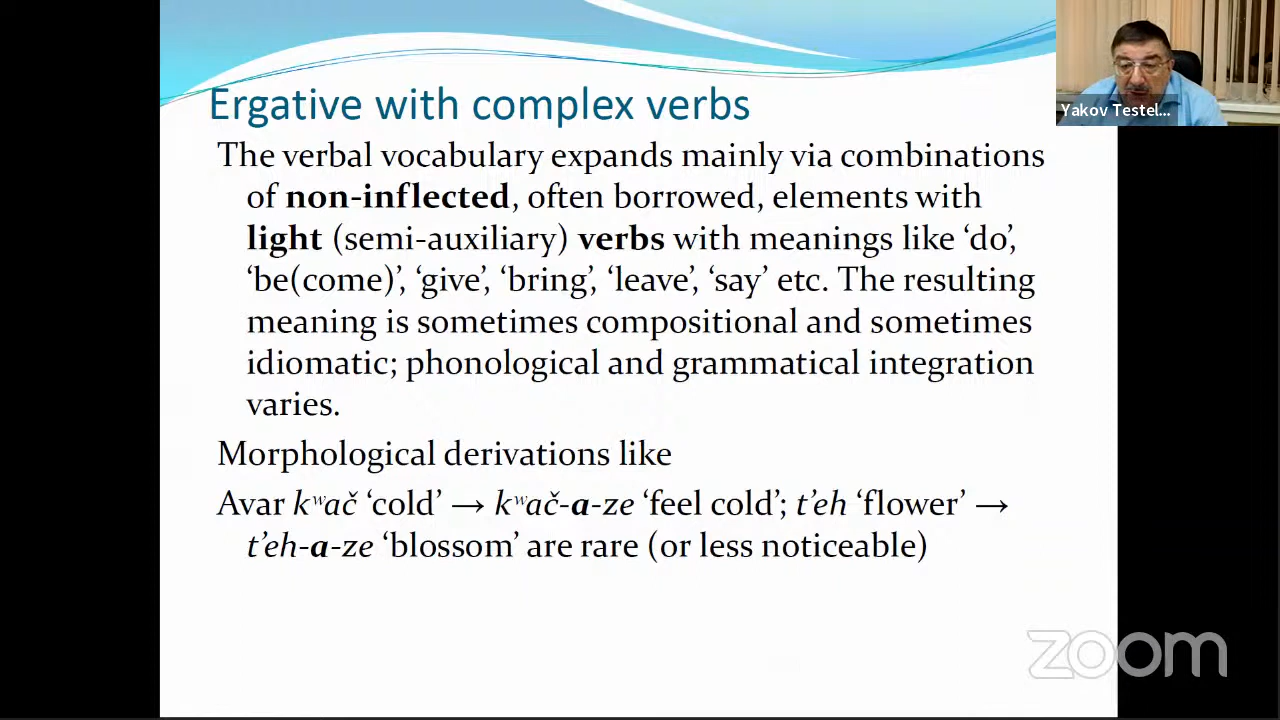 Ergative with complex verbs
Yakov Testel...
The verbal vocabulary expands mainly via combinations
of non-inflected, often borrowed, elements with
light (semi-auxiliary) verbs with meanings like ‘do’,
‘be(come)’, ‘give’, ‘bring’, ‘leave’, ‘say’ etc. The resulting
meaning is sometimes compositional and sometimes
idiomatic; phonological and grammatical integration
varies.
Morphological derivations like
Avar kʷač ‘cold’ → kʷač-a-ze ‘feel cold’; t’eh ‘flower’ →
t’eh-a-ze ‘blossom’ are rare (or less noticeable)
zoom